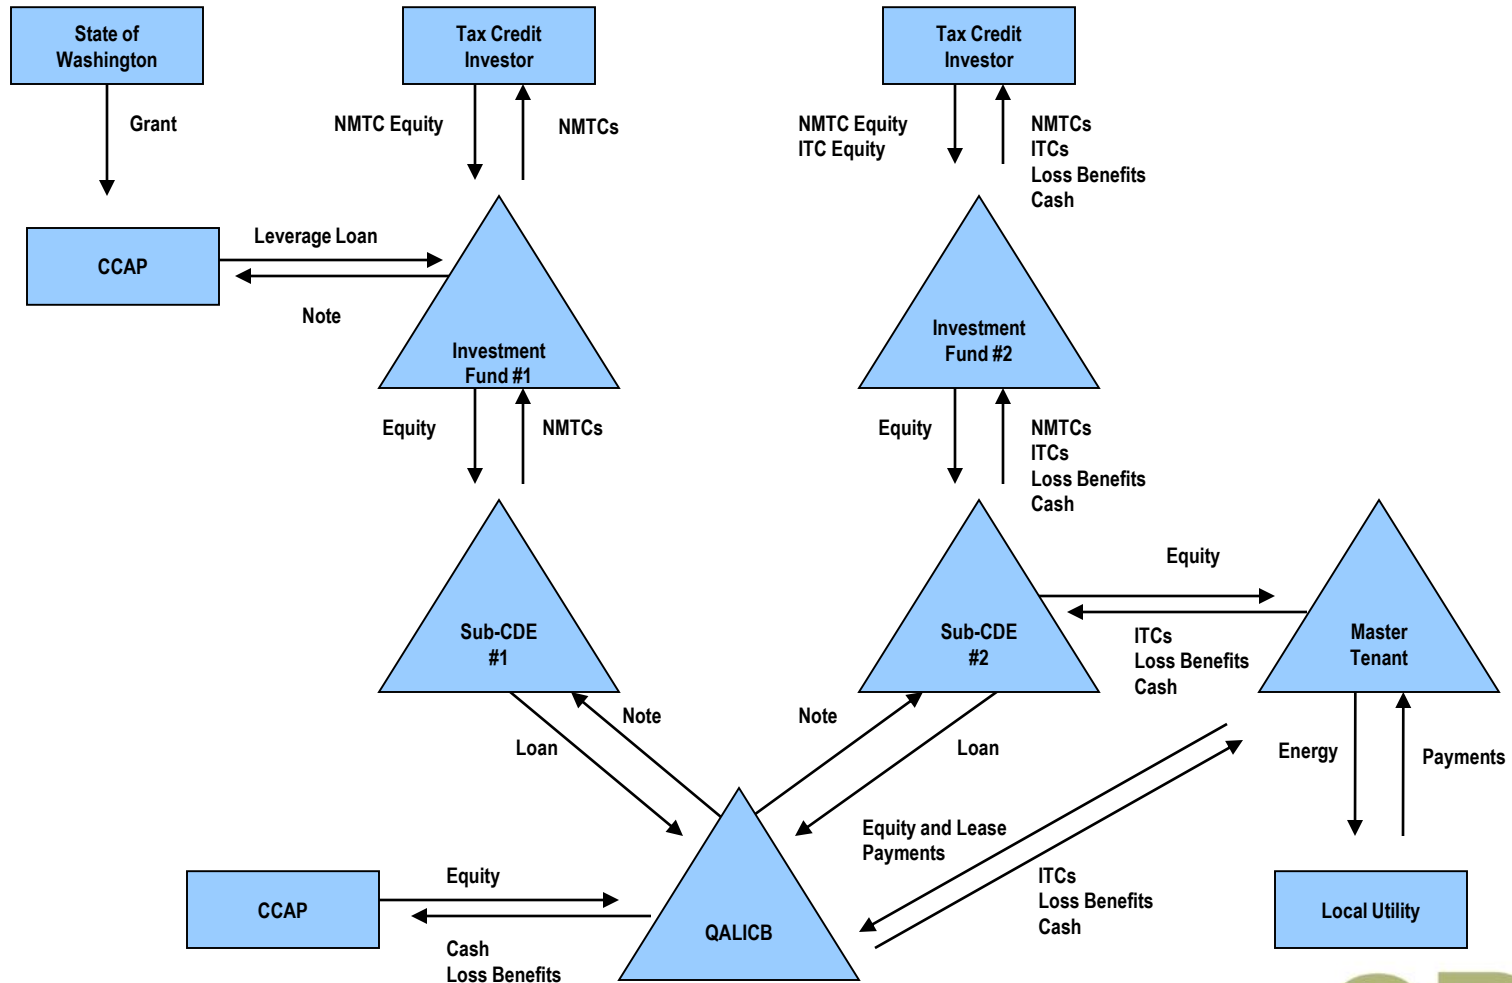 State of
Washington
Tax Credit
Investor
Tax Credit
Investor
Grant
NMTC Equity
NMTCs
NMTC Equity
ITC Equity
NMTCs
ITCs
Loss Benefits
Cash
CCAP
Leverage Loan
Note
Investment
Fund #1
Investment
Fund #2
Equity
NMTCs
Equity
NMTCs
ITCs
Loss Benefits
Cash
Sub-CDE
#1
Sub-CDE
#2
Equity
ITCs
Loss Benefits
Cash
Master
Tenant
Note
Loan
Note
Loan
Energy
Payments
Equity and Lease
Payments
ITCs
Loss Benefits
Cash
CCAP
Equity
Cash
Loss Benefits
QALICB
Local Utility